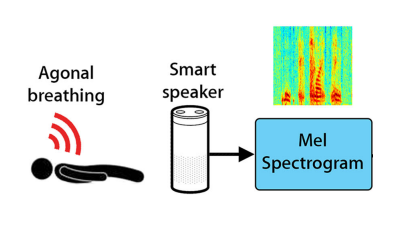 Agonal
breathing
Smart
speaker
Mel
Spectrogram